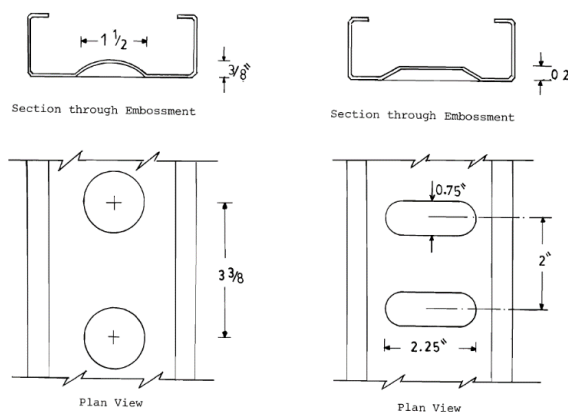 1 1/2
3/8"
Section through Embossment
0.2
Section through Embossment
0.75"
3 3/8
2"
2.25"
Plan View
Plan View